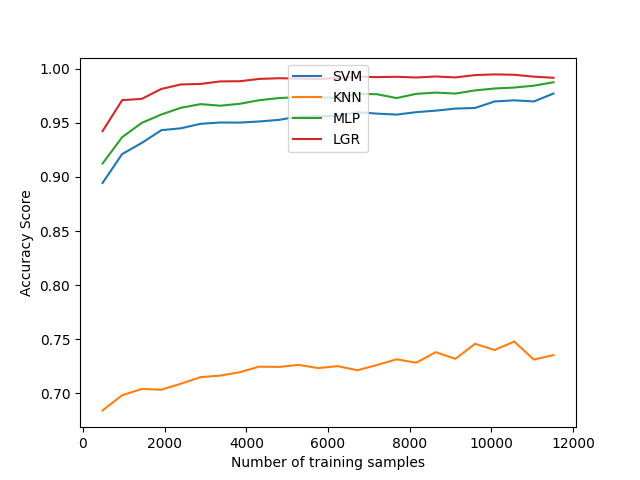 1.00
0.95
0.90
0.85
0.80
0.75
0.70
Accuracy Score
SVM
KNN
MLP
LGR
0 2000 4000 6000 8000 10000 12000
Number of training samples